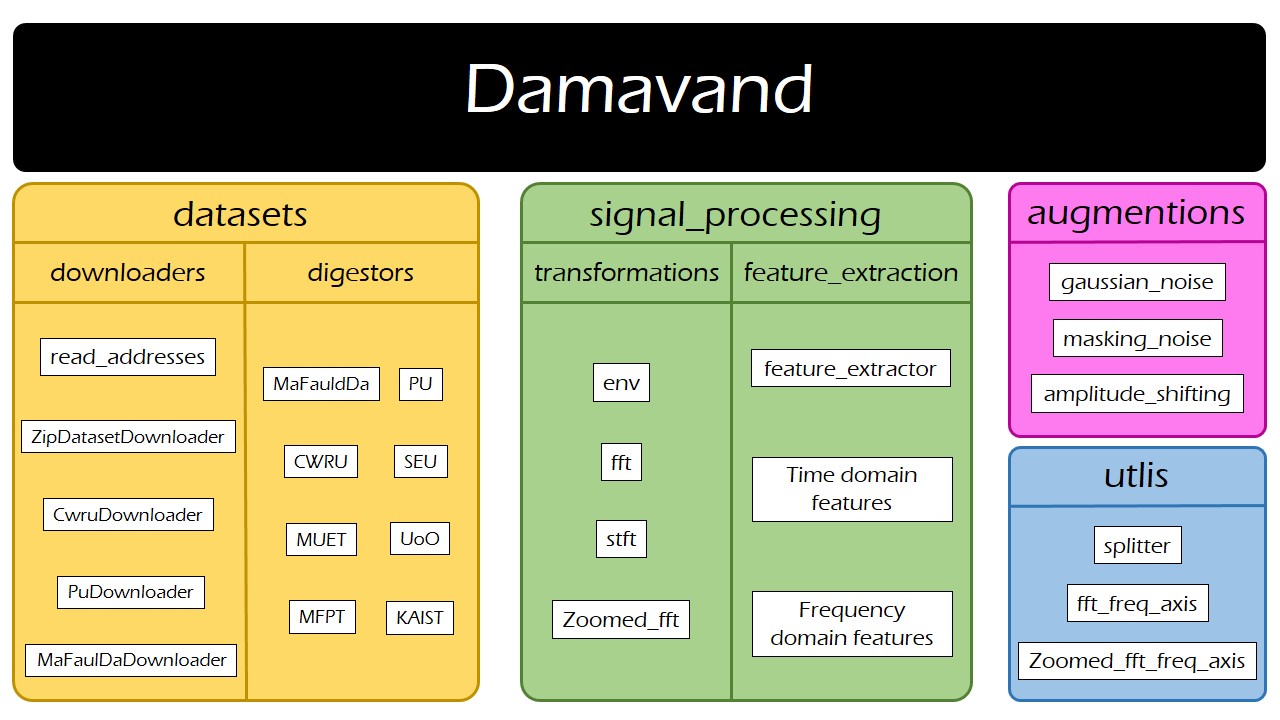 Damavand
datasets
downloaders
digestors
read_addresses
ZipDatasetDownloader
CwruDownloader
PuDownloader
MaFaulDaDownloader
MaFauldDa
PU
CWRU
SEU
MUET
UoO
MFPT
KAIST
signal_processing
transformations
feature_extraction
env
fft
stft
Zoomed_fft
feature_extractor
Time domain
features
Frequency
domain features
augmentions
gaussian_noise
masking_noise
amplitude_shifting
utlis
splitter
fft_freq_axis
Zoomed_fft_freq_axis